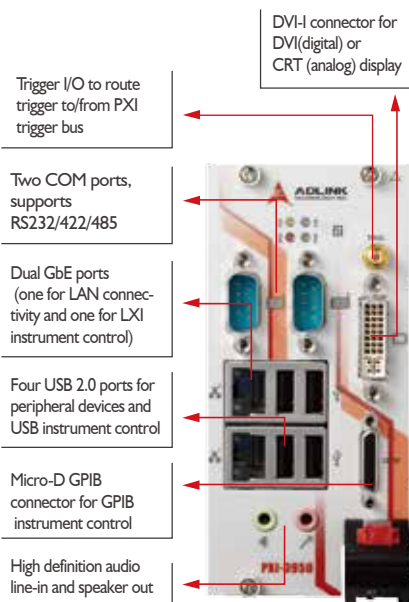 DVI-I connector for
DVI(digital) or
CRT (analog) display
Trigger I/O to route
trigger to/from PXI
trigger bus
Two COM ports,
supports
RS232/422/485
Dual GbE ports
(one for LAN connec-
tivity and one for LXI
instrument control)
Four USB 2.0 ports for
peripheral devices and
USB instrument control
Micro-D GPIB
connector for GPIB
instrument control
High definition audio
line-in and speaker out
ADLINK
PXI-3950